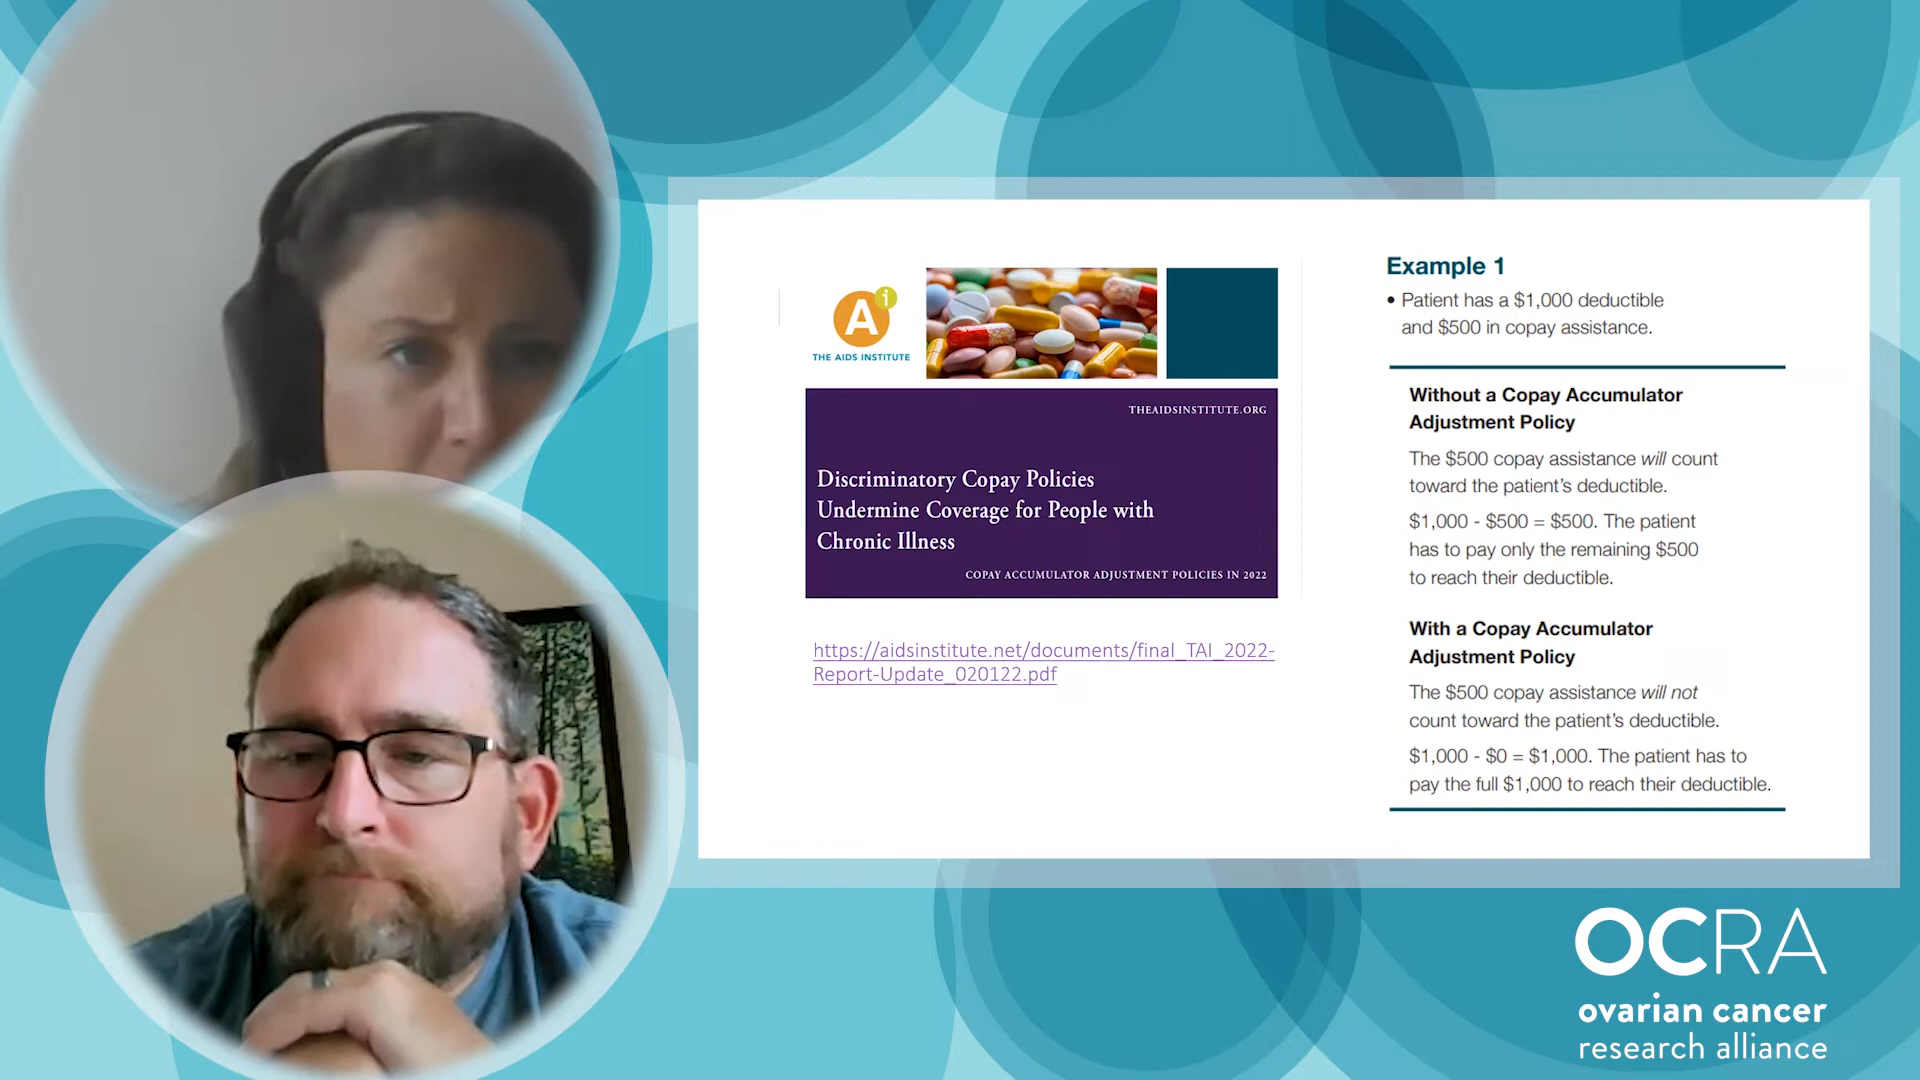 A i
THE AIDS INSTITUTE
THEAIDSINSTITUTE.ORG
Discriminatory Copay Policies
Undermine Coverage for People with
Chronic Illness
COPAY ACCUMULATOR ADJUSTMENT POLICIES IN 2022
https://aidsinstitute.net/documents/final_TAI_2022-
Report-Update_020122.pdf
Example 1
• Patient has a $1,000 deductible
and $500 in copay assistance.
Without a Copay Accumulator
Adjustment Policy
The $500 copay assistance will count
toward the patient’s deductible.
$1,000 - $500 = $500. The patient
has to pay only the remaining $500
to reach their deductible.
With a Copay Accumulator
Adjustment Policy
The $500 copay assistance will not
count toward the patient’s deductible.
$1,000 - $0 = $1,000. The patient has to
pay the full $1,000 to reach their deductible.
OCRA
ovarian cancer
research alliance